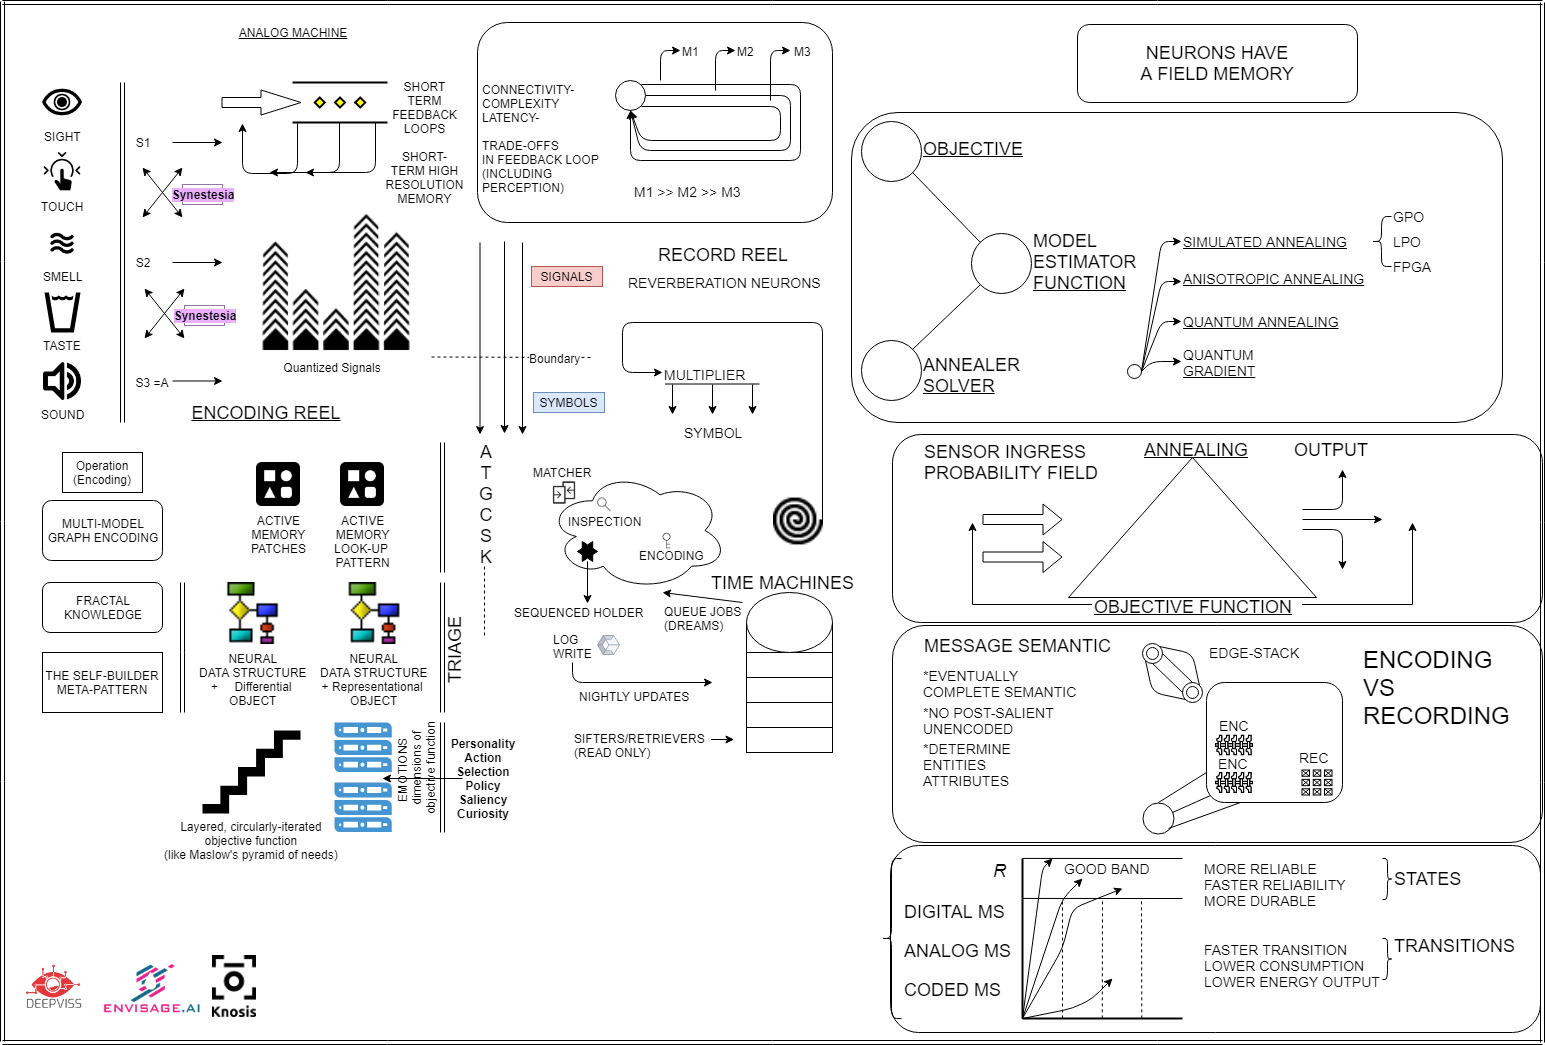 ANALOG MACHINE
SIGHT
TOUCH
SMELL
TASTE
SOUND
S1
Synestesia
S2
Synestesia
S3 =A
SHORT
TERM
FEEDBACK
LOOPS
SHORT-
TERM HIGH
RESOLUTION
MEMORY
Quantized Signals
ENCODING REEL
CONNECTIVITY-
COMPLEXITY
LATENCY-
TRADE-OFFS
IN FEEDBACK LOOP
(INCLUDING
PERCEPTION)
M1
M2
M3
M1 >> M2 >> M3
SIGNALS
Boundary
SYMBOLS
RECORD REEL
REVERBERATION NEURONS
MULTIPLIER
SYMBOL
NEURONS HAVE
A FIELD MEMORY
OBJECTIVE
MODEL
ESTIMATOR
FUNCTION
ANNEALER
SOLVER
SIMULATED ANNEALING
ANISOTROPIC ANNEALING
QUANTUM ANNEALING
QUANTUM
GRADIENT
GPO
LPO
FPGA
Operation
(Encoding)
MULTI-MODEL
GRAPH ENCODING
FRACTAL
KNOWLEDGE
THE SELF-BUILDER
META-PATTERN
ACTIVE
MEMORY
PATCHES
ACTIVE
MEMORY
LOOK-UP
PATTERN
NEURAL
DATA STRUCTURE
+ Differential
OBJECT
NEURAL
DATA STRUCTURE
+ Representational
OBJECT
TRIAGE
A
T
G
C
S
K
MATCHER
INSPECTION
ENCODING
SEQUENCED HOLDER
LOG
WRITE
NIGHTLY UPDATES
QUEUE JOBS
(DREAMS)
TIME MACHINES
SIFTERS/RETRIEVERS
(READ ONLY)
Layered, circularly-iterated
objective function
(like Maslow's pyramid of needs)
EMOTIONS
dimensions of
objective function
Personality
Action
Selection
Policy
Saliency
Curiosity
SENSOR INGRESS
PROBABILITY FIELD
ANNEALING
OUTPUT
OBJECTIVE FUNCTION
MESSAGE SEMANTIC
*EVENTUALLY
COMPLETE SEMANTIC
*NO POST-SALIENT
UNENCODED
*DETERMINE
ENTITIES
ATTRIBUTES
EDGE-STACK
ENC
ENC
REC
ENCODING
VS
RECORDING
R
DIGITAL MS
ANALOG MS
CODED MS
GOOD BAND
MORE RELIABLE
FASTER RELIABILITY
MORE DURABLE
STATES
FASTER TRANSITION
LOWER CONSUMPTION
LOWER ENERGY OUTPUT
TRANSITIONS
DEEPVISS
ENVISAGE.AI
Knosis